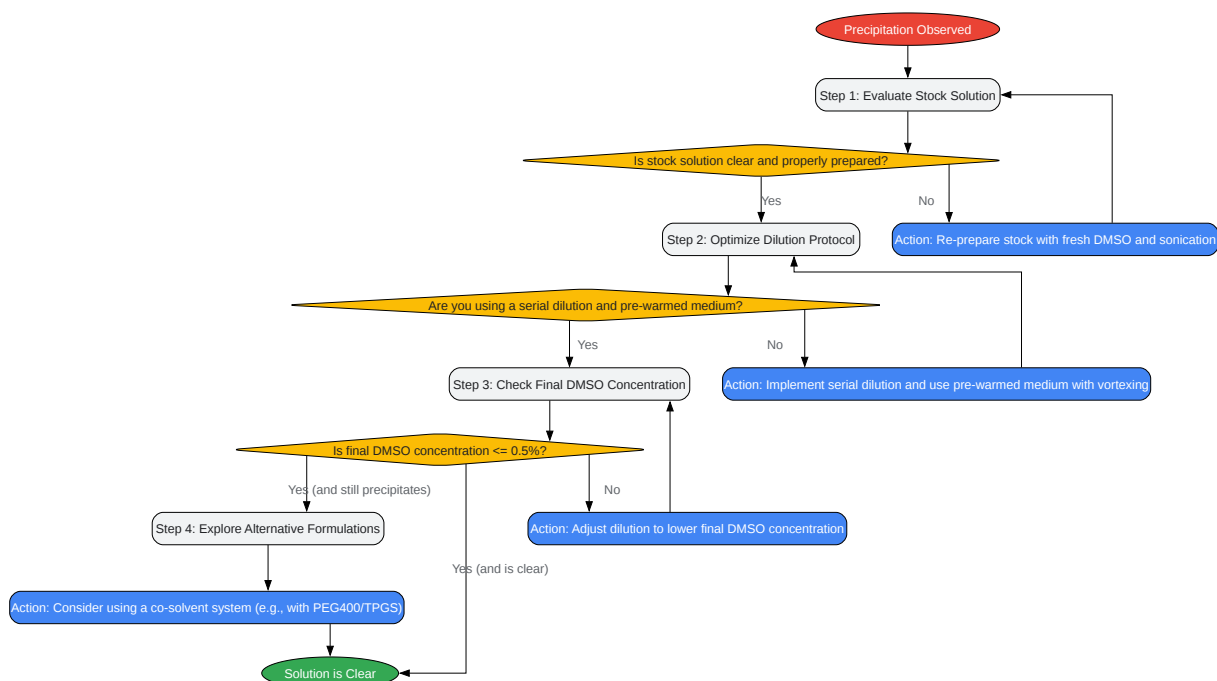 Precipitation Observed
Step 1: Evaluate Stock Solution
Is stock solution clear and properly prepared?
Yes
No
Step 2: Optimize Dilution Protocol
Action: Re-prepare stock with fresh DMSO and sonication
Are you using a serial dilution and pre-warmed medium?
Yes
No
Step 3: Check Final DMSO Concentration
Action: Implement serial dilution and use pre-warmed medium with vortexing
Is final DMSO concentration <= 0.5%?
Yes (and still precipitates)
No
Step 4: Explore Alternative Formulations
Action: Adjust dilution to lower final DMSO concentration
Yes (and is clear)
Action: Consider using a co-solvent system (e.g., with PEG400/TPGS)
Solution is Clear